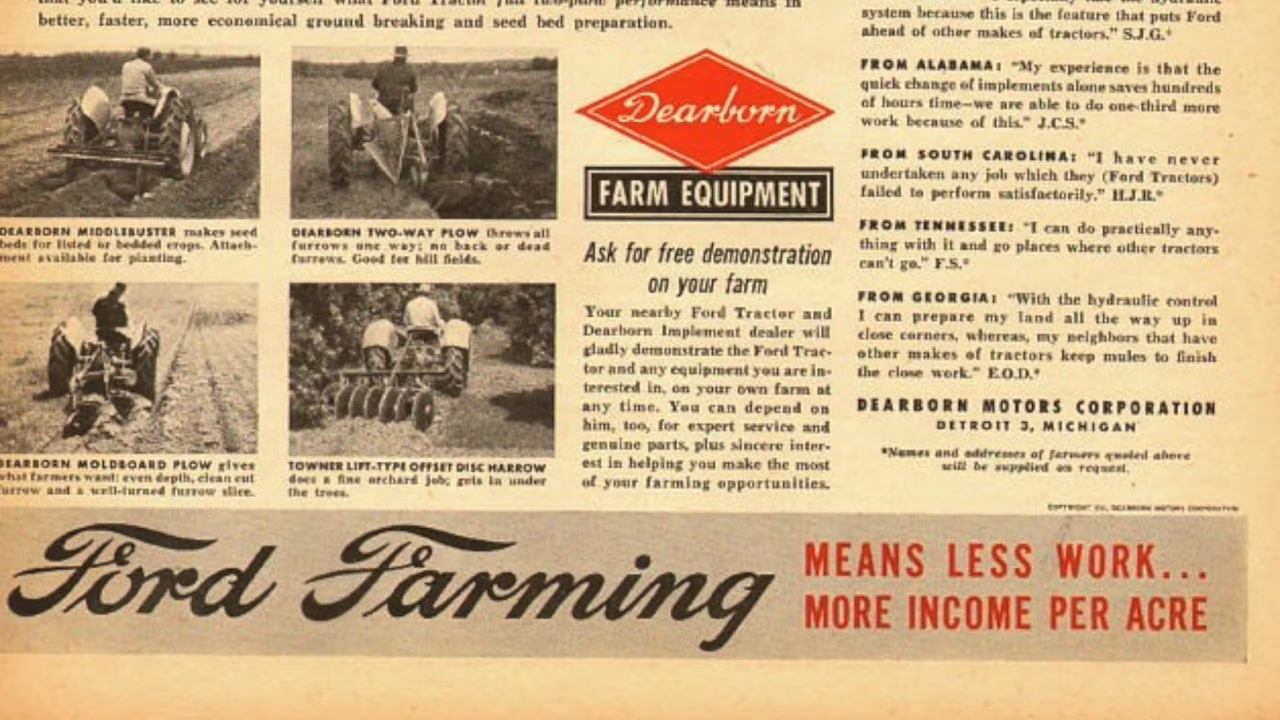 that you'd like to see for yourself what Ford Tractor full two-plow performance means in
better, faster, more economical ground breaking and seed bed preparation.
DEARBORN MIDDLEBUSTER makes seed
beds for listed or bedded crops. Attach-
ment available for planting.
DEARBORN TWO-WAY PLOW throws all
furrows one way; no back or dead
furrows. Good for hill fields.
DEARBORN MOLDBOARD PLOW gives
what farmers want: even depth, clean cut
furrow and a well-turned furrow slice.
TOWNER LIFT-TYPE OFFSET DISC HARROW
does a fine orchard job; gets in under
the trees.
Dearborn
FARM EQUIPMENT
Ask for free demonstration
on your farm
Your nearby Ford Tractor and
Dearborn Implement dealer will
gladly demonstrate the Ford Trac-
tor and any equipment you are in-
terested in, on your own farm at
any time. You can depend on
him, too, for expert service and
genuine parts, plus sincere inter-
est in helping you make the most
of your farming opportunities.
system because this is the feature that puts Ford
ahead of other makes of tractors." S.J.G.*
FROM ALABAMA: "My experience is that the
quick change of implements alone saves hundreds
of hours time—we are able to do one-third more
work because of this." J.C.S.*
FROM SOUTH CAROLINA: "I have never
undertaken any job which they (Ford Tractors)
failed to perform satisfactorily." H.J.R.*
FROM TENNESSEE: "I can do practically any-
thing with it and go places where other tractors
can't go." F.S.*
FROM GEORGIA: "With the hydraulic control
I can prepare my land all the way up in
close corners, whereas, my neighbors that have
other makes of tractors keep mules to finish
the close work." E.O.D.*
DEARBORN MOTORS CORPORATION
DETROIT 3, MICHIGAN
*Names and addresses of farmers quoted above
will be supplied on request.
COPYRIGHT DEARBORN MOTORS CORPORATION
Ford Farming
MEANS LESS WORK...
MORE INCOME PER ACRE